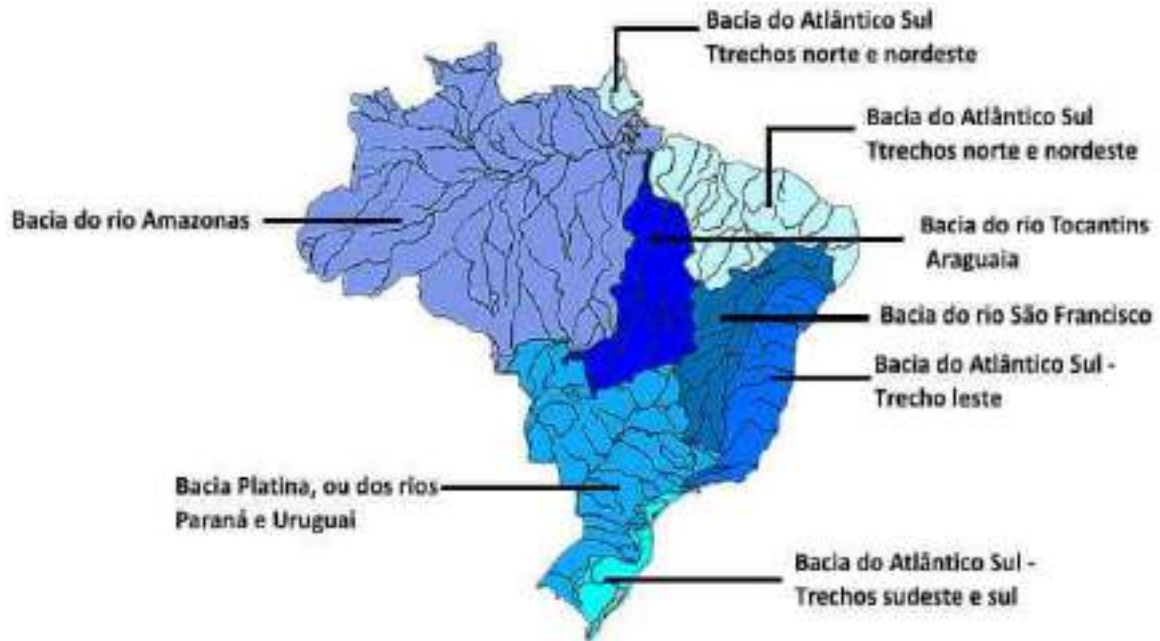 Bacia do Atlântico Sul
Ttrechos norte e nordeste
Bacia do Atlântico Sul
Ttrechos norte e nordeste
Bacia do rio Amazonas
Bacia do rio Tocantins
Araguaia
Bacia do rio São Francisco
Bacia do Atlântico Sul -
Trecho leste
Bacia Platina, ou dos rios
Paraná e Uruguai
Bacia do Atlântico Sul -
Trechos sudeste e sul